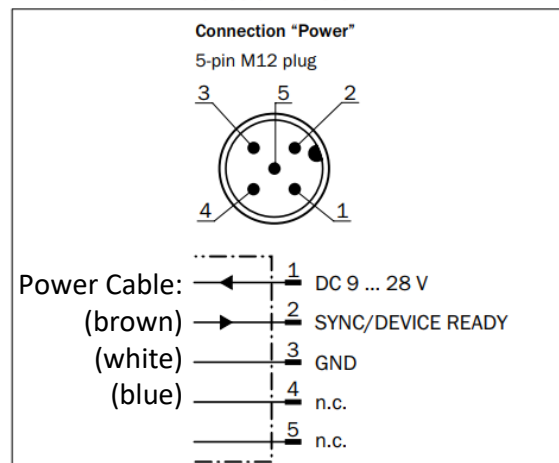 Connection “Power”
5-pin M12 plug
3 5 2
4 1
Power Cable: 1 DC 9 ... 28 V
(brown) 2 SYNC/DEVICE READY
(white) 3 GND
(blue) 4 n.c.
5 n.c.